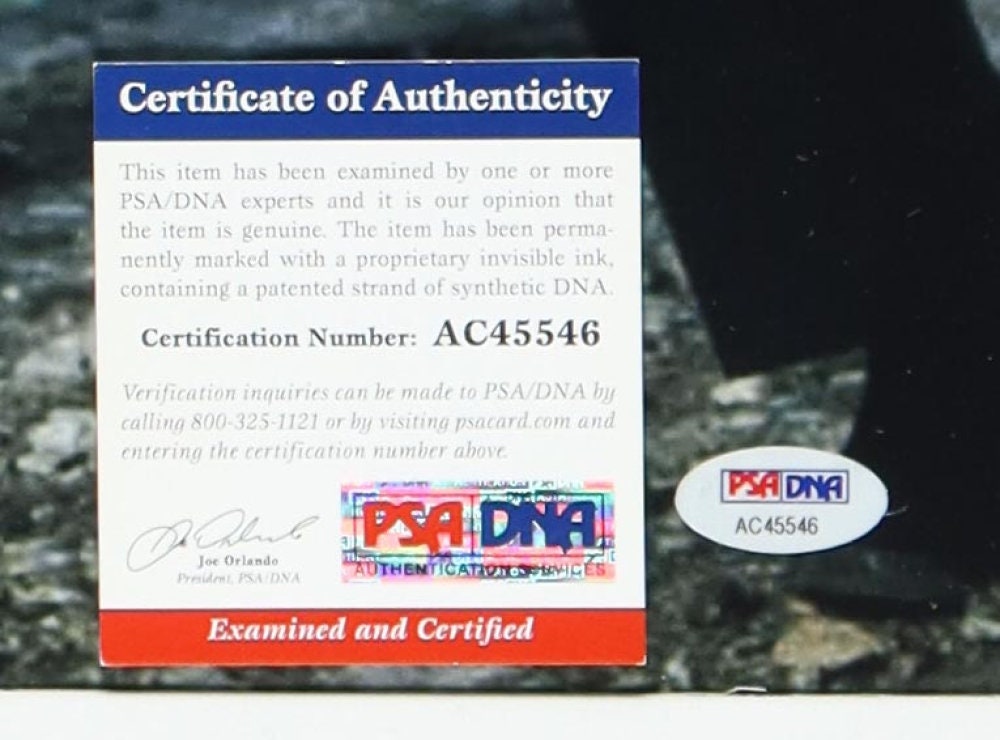 Certificate of Authenticity
This item has been examined by one or more
PSA/DNA experts and it is our opinion that
the item is genuine. The item has been perma-
nently marked with a proprietary invisible ink,
containing a patented strand of synthetic DNA.
Certification Number: AC45546
Verification inquiries can be made to PSA/DNA by
calling 800-325-1121 or by visiting psacard.com and
entering the certification number above.
PSA DNA
AUTHENTICATION SERVICES
Joe Orlando
President, PSA/DNA
Examined and Certified
PSA DNA
AC45546